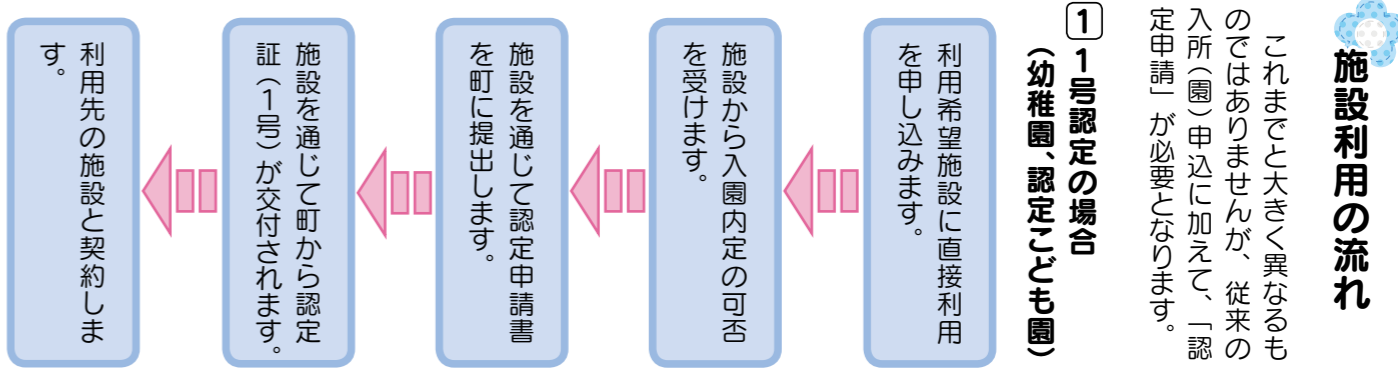 施設利用の流れ
これまでと大きく異なるも
のではありませんが、従来の
入所（園）申込に加えて、「認
定申請」が必要となります。
1 1号認定の場合
（幼稚園、認定こども園）
利用希望施設に直接利用
を申し込みます。
施設から入園内定の可否
を受けます。
施設を通じて認定申請書
を町に提出します。
施設を通じて町から認定
証（1号）が交付されます。
利用先の施設と契約しま
す。